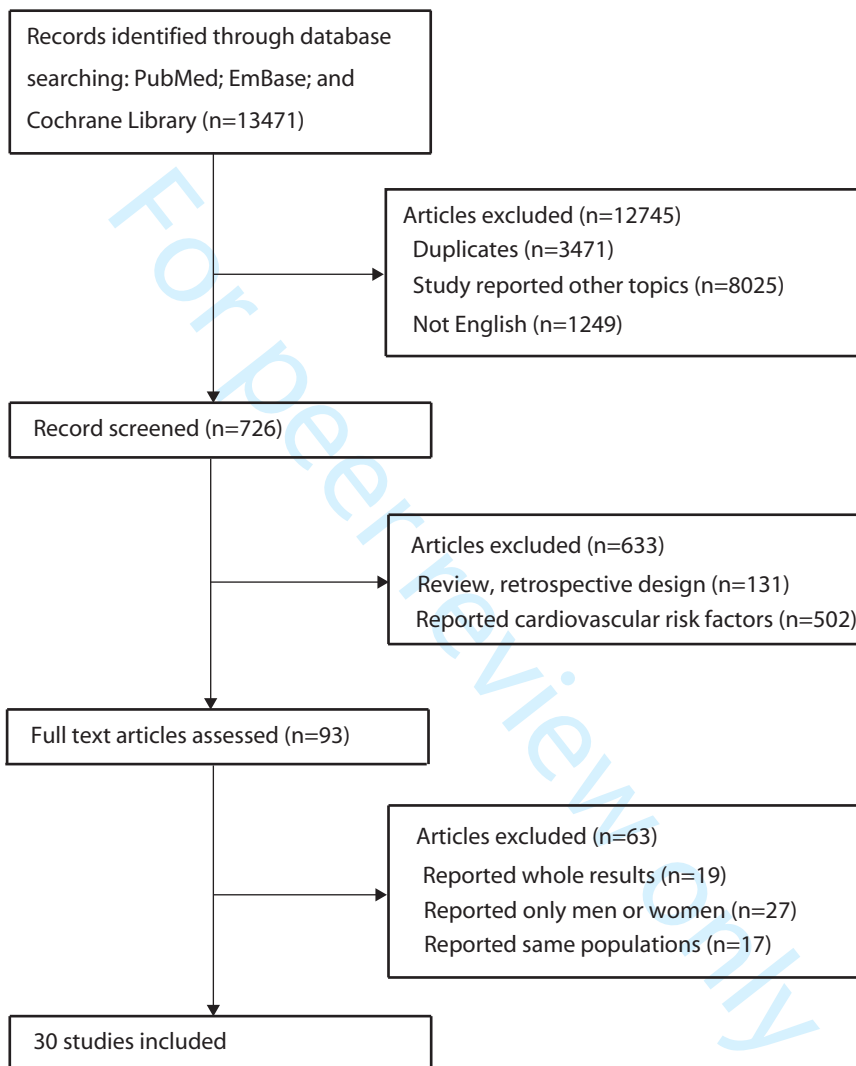 Records identified through database
searching: PubMed; EmBase; and
Cochrane Library (n=13471)
Articles excluded (n=12745)
Duplicates (n=3471)
Study reported other topics (n=8025)
Not English (n=1249)
Record screened (n=726)
Articles excluded (n=633)
Review, retrospective design (n=131)
Reported cardiovascular risk factors (n=502)
Full text articles assessed (n=93)
Articles excluded (n=63)
Reported whole results (n=19)
Reported only men or women (n=27)
Reported same populations (n=17)
30 studies included
For peer review only